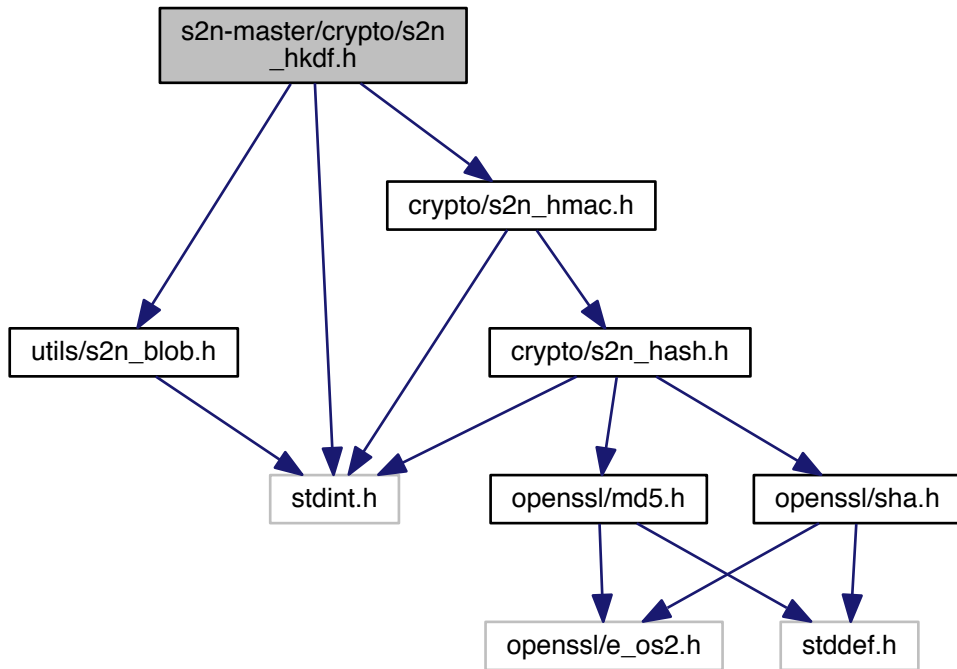 s2n-master/crypto/s2n
_hkdf.h
crypto/s2n_hmac.h
utils/s2n_blob.h
crypto/s2n_hash.h
stdint.h
openssl/md5.h
openssl/sha.h
openssl/e_os2.h
stddef.h